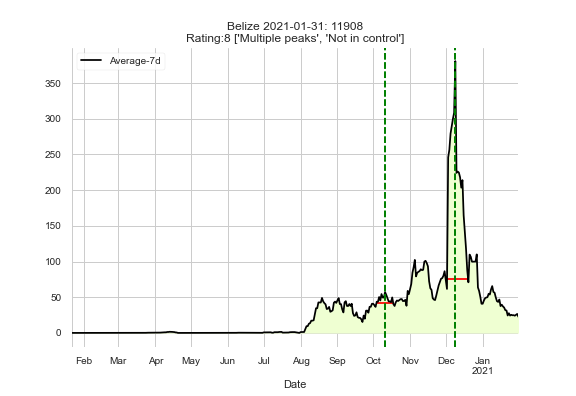 Belize 2021-01-31: 11908
Rating:8 ['Multiple peaks', 'Not in control']
Average-7d
350
300
250
200
150
100
50
0
Feb Mar Apr May Jun Jul Aug Sep Oct Nov Dec Jan
2021
Date